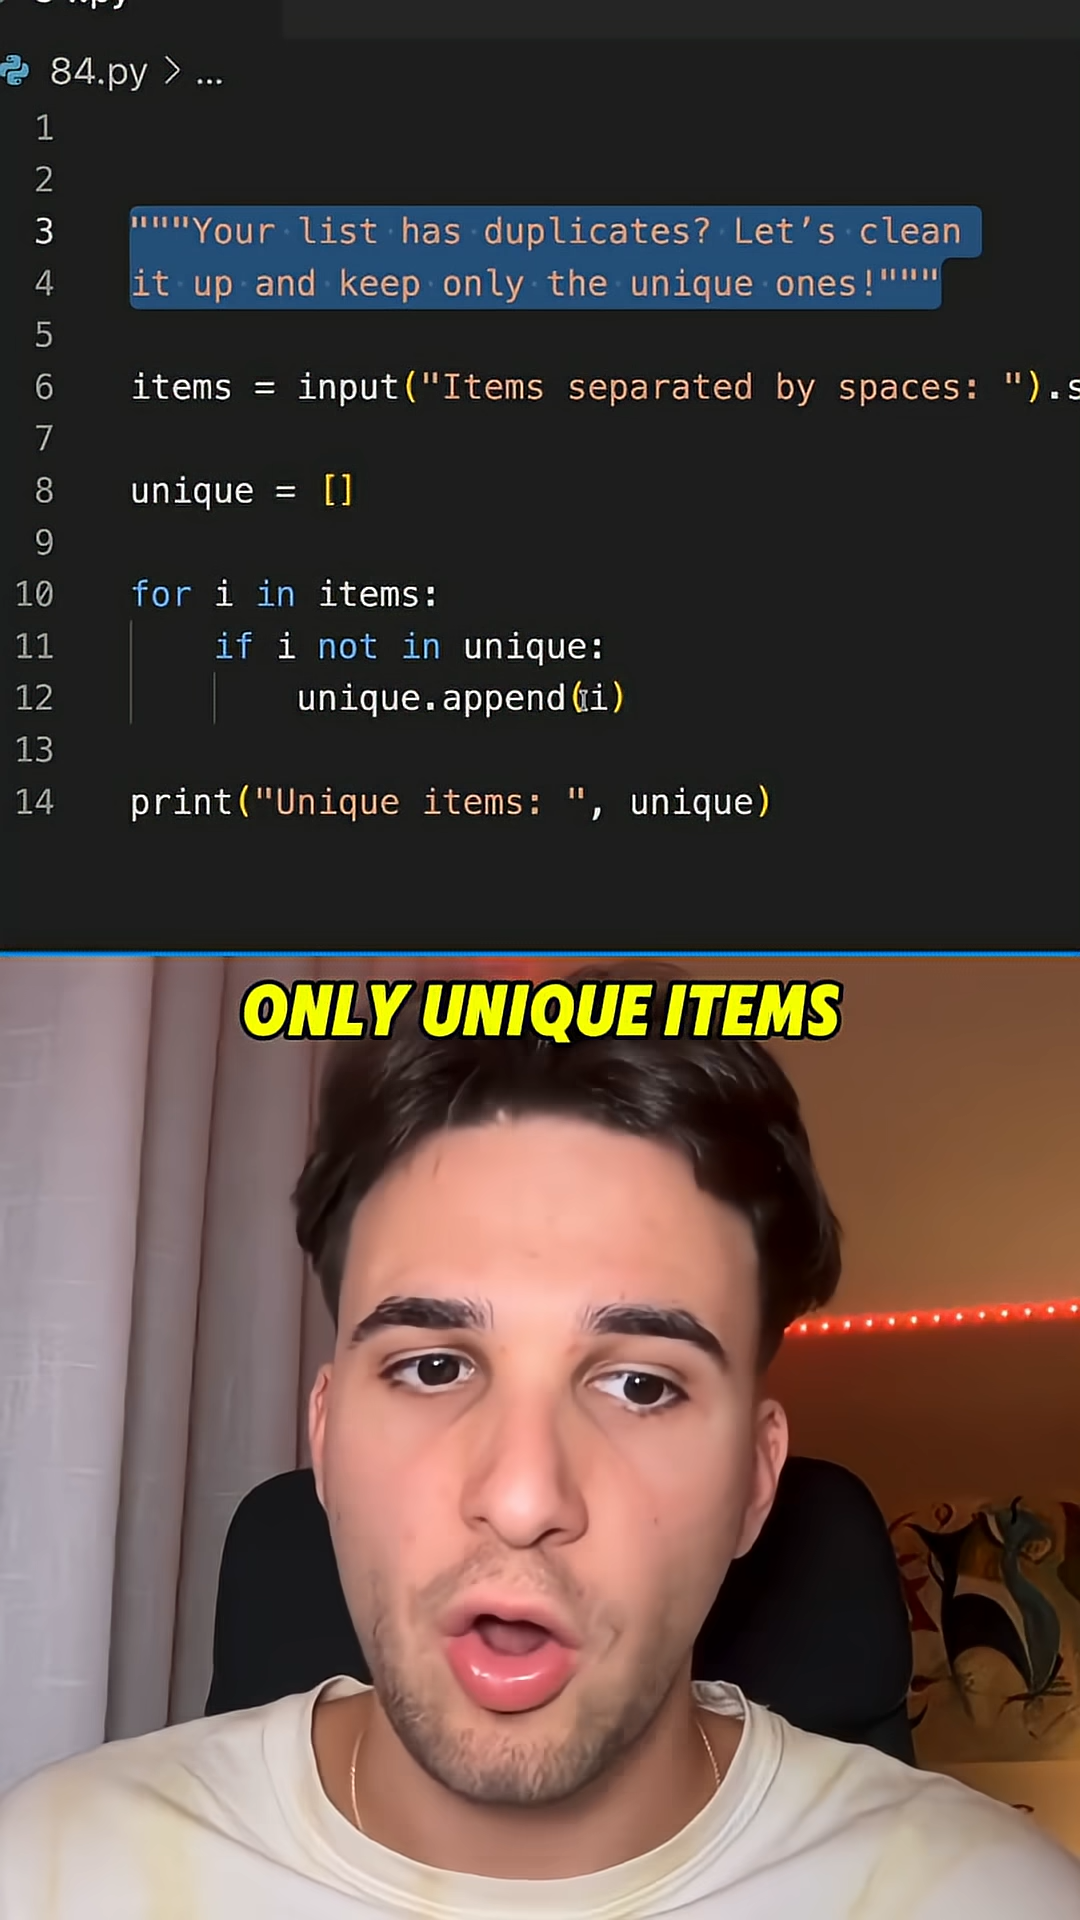 84.py > ...
1
2
3 """Your list has duplicates? Let’s clean
4 it up and keep only the unique ones!"""
5
6 items = input("Items separated by spaces: ").s
7
8 unique = []
9
10 for i in items:
11 if i not in unique:
12 unique.append(i)
13
14 print("Unique items: ", unique)
ONLY UNIQUE ITEMS